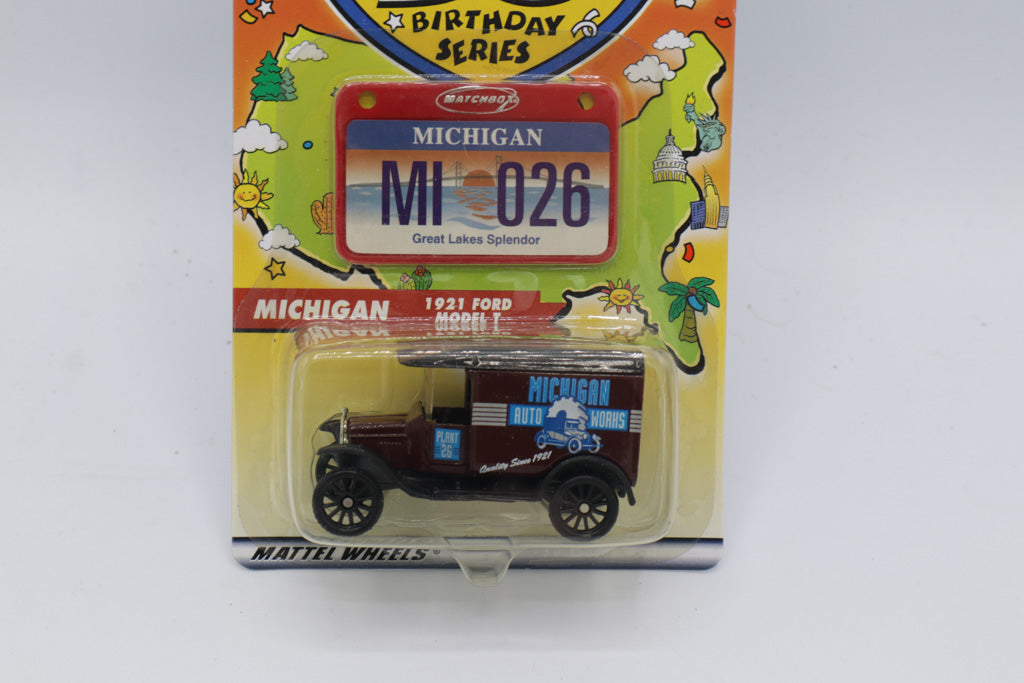 BIRTHDAY
SERIES
MATCHBOX
MICHIGAN
MI 026
Great Lakes Splendor
MICHIGAN
1921 FORD
MODEL T
MICHIGAN
AUTO WORKS
PLANT
26
Quality Since 1921
MATTEL WHEELS®